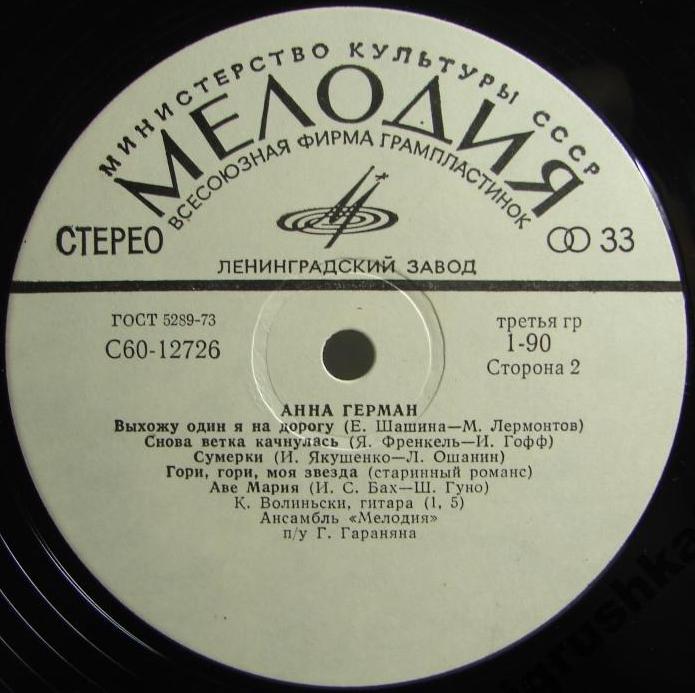 МИНИСТЕРСТВО КУЛЬТУРЫ СССР
МЕЛОДИЯ
ВСЕСОЮЗНАЯ ФИРМА ГРАМПЛАСТИНОК
СТЕРЕО
33
ЛЕНИНГРАДСКИЙ ЗАВОД
ГОСТ 5289-73
С60-12726
третья гр
1-90
Сторона 2
АННА ГЕРМАН
Выхожу один я на дорогу (Е. Шашина—М. Лермонтов)
Снова ветка качнулась (Я. Френкель—И. Гофф)
Сумерки (И. Якушенко—Л. Ошанин)
Гори, гори, моя звезда (старинный романс)
Аве Мария (И. С. Бах—Ш. Гуно)
К. Волиньски, гитара (1, 5)
Ансамбль «Мелодия»
п/у Г. Гараняна